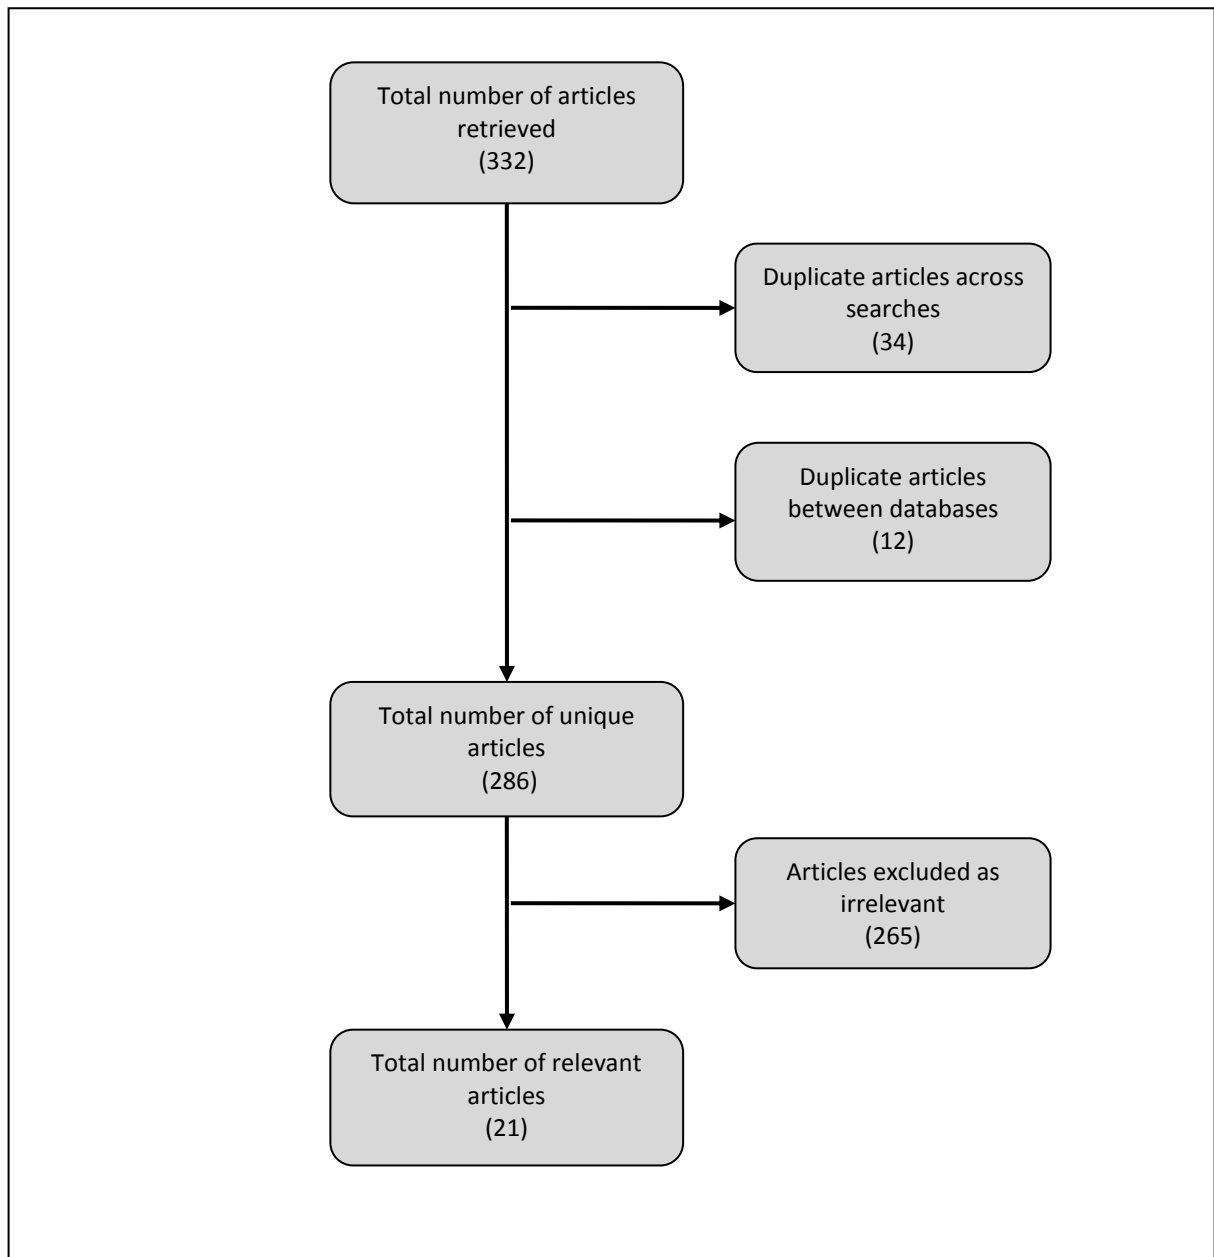 Total number of articles
retrieved
(332)
Duplicate articles across
searches
(34)
Duplicate articles
between databases
(12)
Total number of unique
articles
(286)
Articles excluded as
irrelevant
(265)
Total number of relevant
articles
(21)